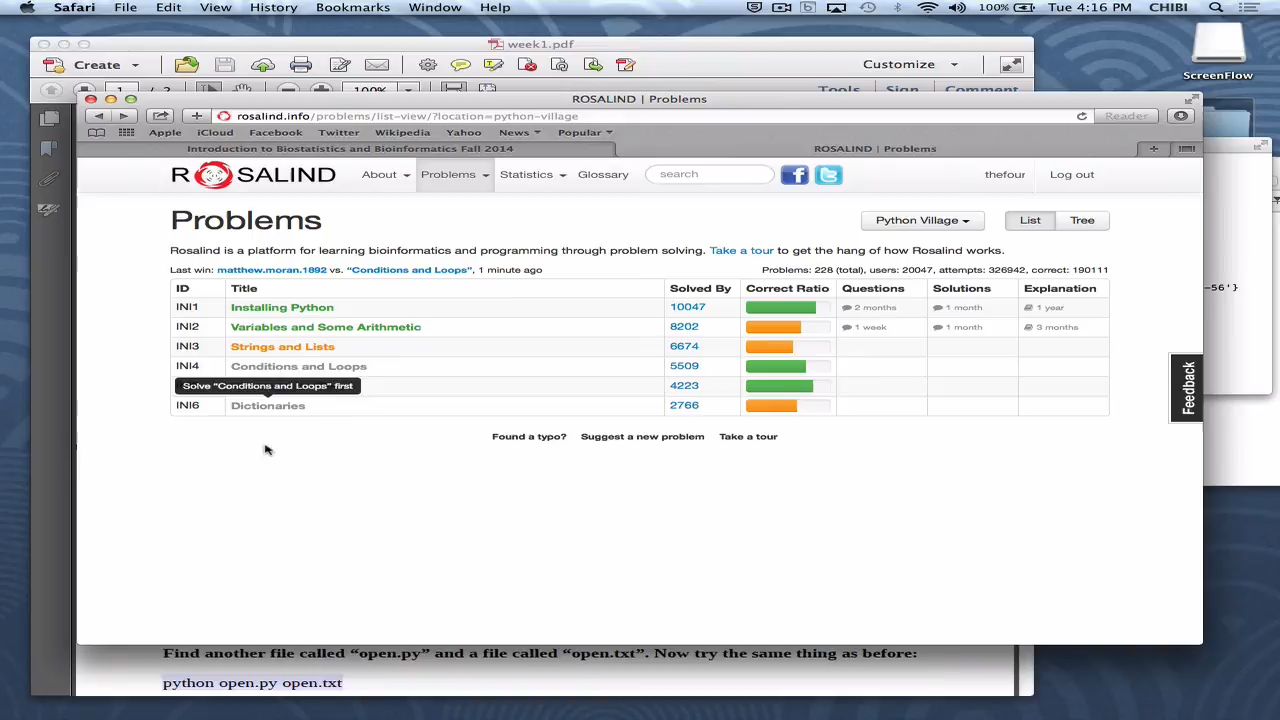 Safari File Edit View History Bookmarks Window Help 100% Tue 4:16 PM CHIBI
ScreenFlow
week1.pdf
Create Customize
1 / 2 100% Tools Sign Comment
ROSALIND | Problems
rosalind.info/problems/list-view/?location=python-village Reader
Apple iCloud Facebook Twitter Wikipedia Yahoo News Popular
Introduction to Biostatistics and Bioinformatics Fall 2014 ROSALIND | Problems
ROSALIND About Problems Statistics Glossary search thefour Log out
Problems Python Village List Tree
Rosalind is a platform for learning bioinformatics and programming through problem solving. Take a tour to get the hang of how Rosalind works.
Last win: matthew.moran.1892 vs. “Conditions and Loops”, 1 minute ago Problems: 228 (total), users: 20047, attempts: 326942, correct: 190111
ID Title Solved By Correct Ratio Questions Solutions Explanation
INI1 Installing Python 10047 2 months 1 month 1 year
INI2 Variables and Some Arithmetic 8202 1 week 1 month 3 months
INI3 Strings and Lists 6674
INI4 Conditions and Loops 5509
Solve “Conditions and Loops” first 4223
INI6 Dictionaries 2766
Found a typo? Suggest a new problem Take a tour
Feedback
-56'}
Find another file called “open.py” and a file called “open.txt”. Now try the same thing as before:
python open.py open.txt